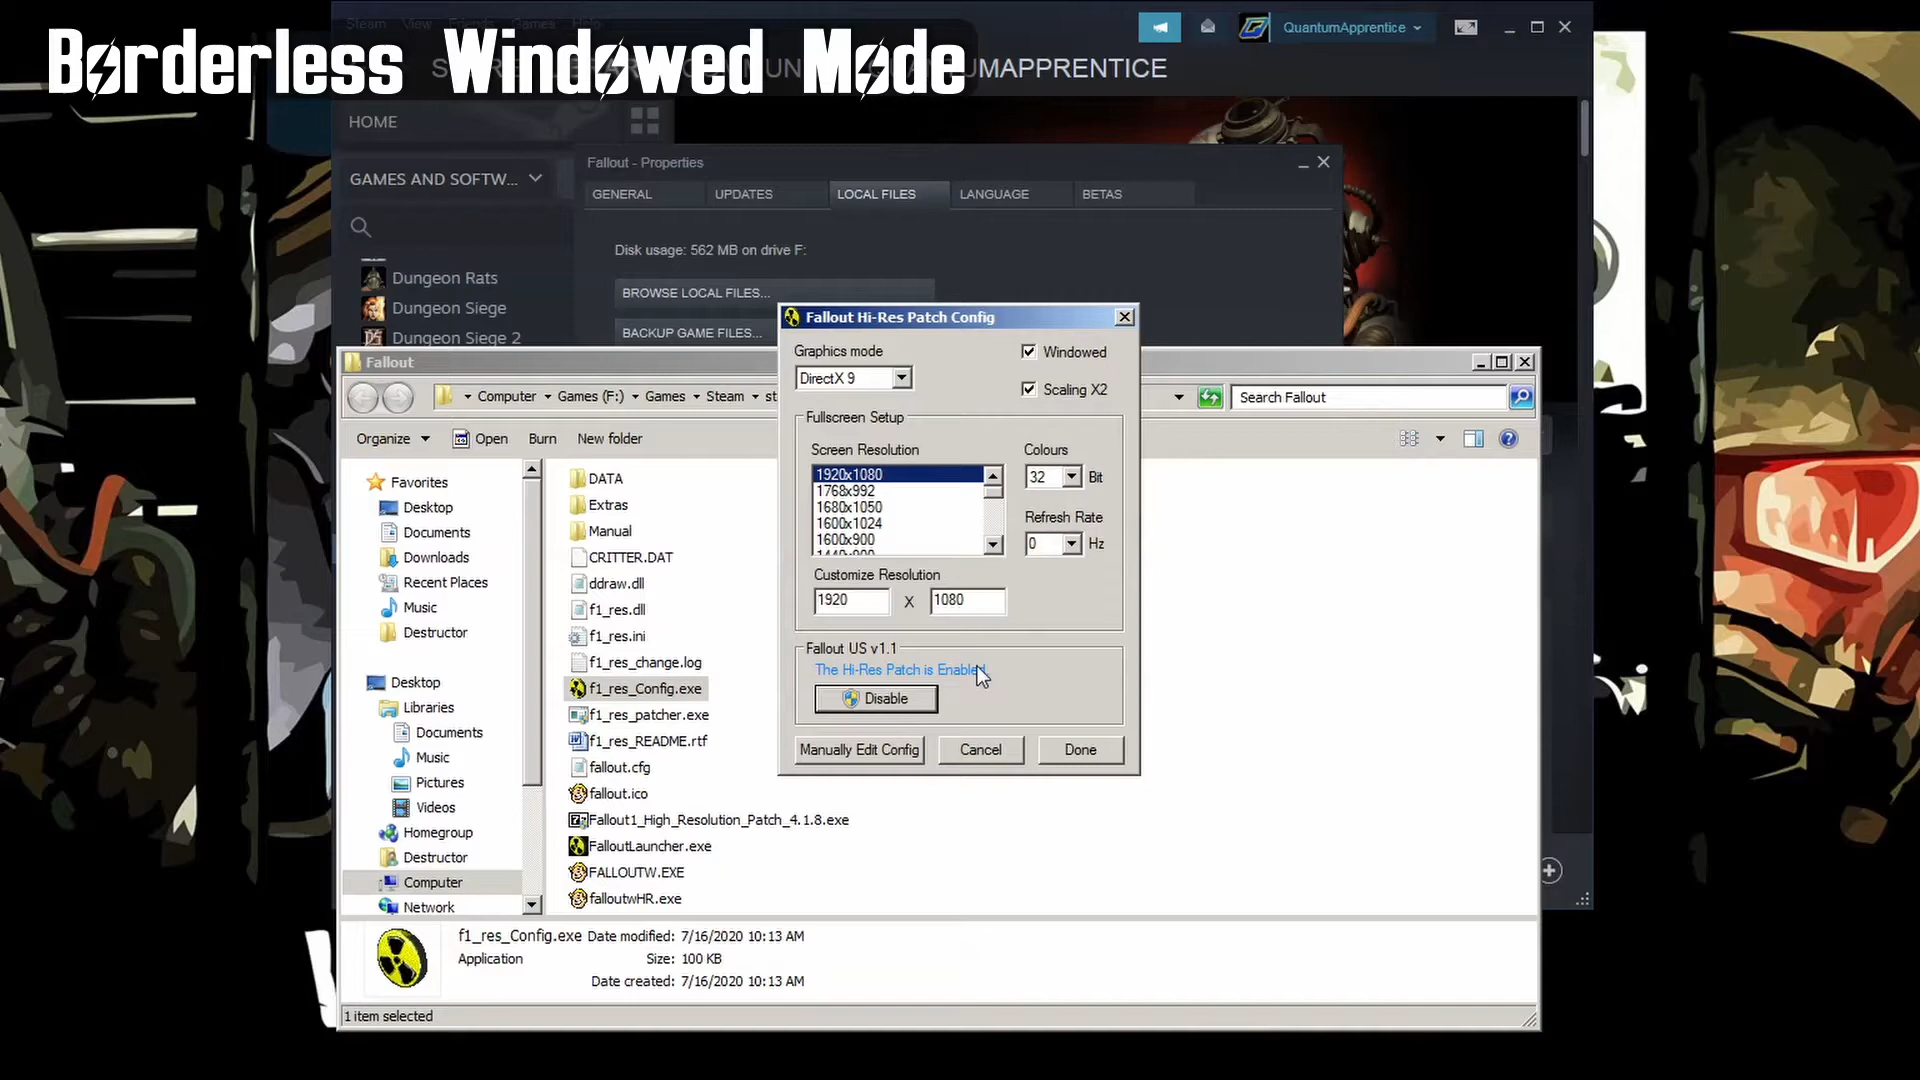 Steam View Friends Games Help
QuantumApprentice
Borderless Windowed Mode
MAPPRENTICE
HOME
GAMES AND SOFTW...
Dungeon Rats
Dungeon Siege
Dungeon Siege 2
Fallout - Properties
GENERAL UPDATES LOCAL FILES LANGUAGE BETAS
Disk usage: 562 MB on drive F:
BROWSE LOCAL FILES...
BACKUP GAME FILES...
Fallout
Computer Games (F:) Games Steam st
Search Fallout
Organize Open Burn New folder
Favorites
Desktop
Documents
Downloads
Recent Places
Music
Destructor
Desktop
Libraries
Documents
Music
Pictures
Videos
Homegroup
Destructor
Computer
Network
DATA
Extras
Manual
CRITTER.DAT
ddraw.dll
f1_res.dll
f1_res.ini
f1_res_change.log
f1_res_Config.exe
f1_res_patcher.exe
f1_res_README.rtf
fallout.cfg
fallout.ico
Fallout1_High_Resolution_Patch_4.1.8.exe
FalloutLauncher.exe
FALLOUTW.EXE
falloutwHR.exe
Fallout Hi-Res Patch Config
Graphics mode
DirectX 9
Windowed
Scaling X2
Fullscreen Setup
Screen Resolution
1920x1080
1768x992
1680x1050
1600x1024
1600x900
1440x900
Colours
32 Bit
Refresh Rate
0 Hz
Customize Resolution
1920 X 1080
Fallout US v1.1
The Hi-Res Patch is Enabled
Disable
Manually Edit Config Cancel Done
f1_res_Config.exe Date modified: 7/16/2020 10:13 AM
Application Size: 100 KB
Date created: 7/16/2020 10:13 AM
1 item selected